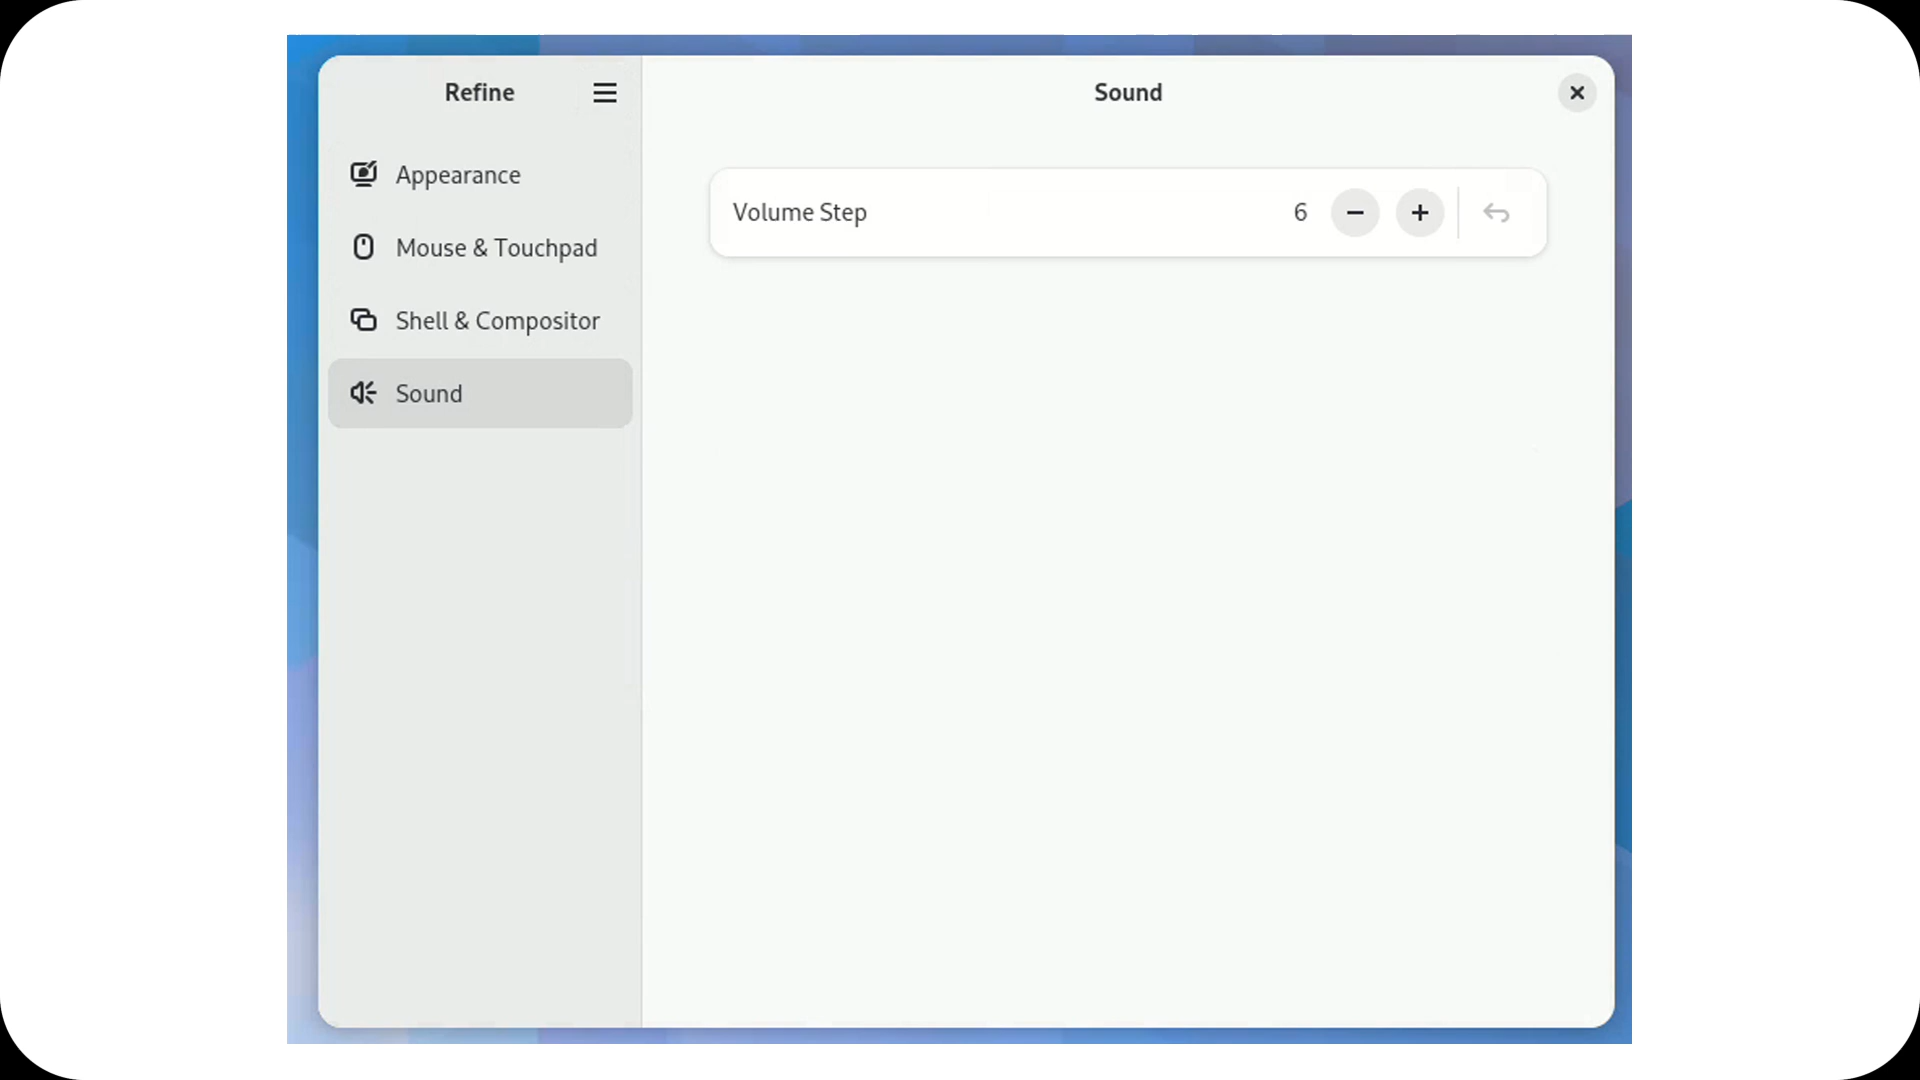 Refine
Appearance
Mouse & Touchpad
Shell & Compositor
Sound
Sound
Volume Step 6